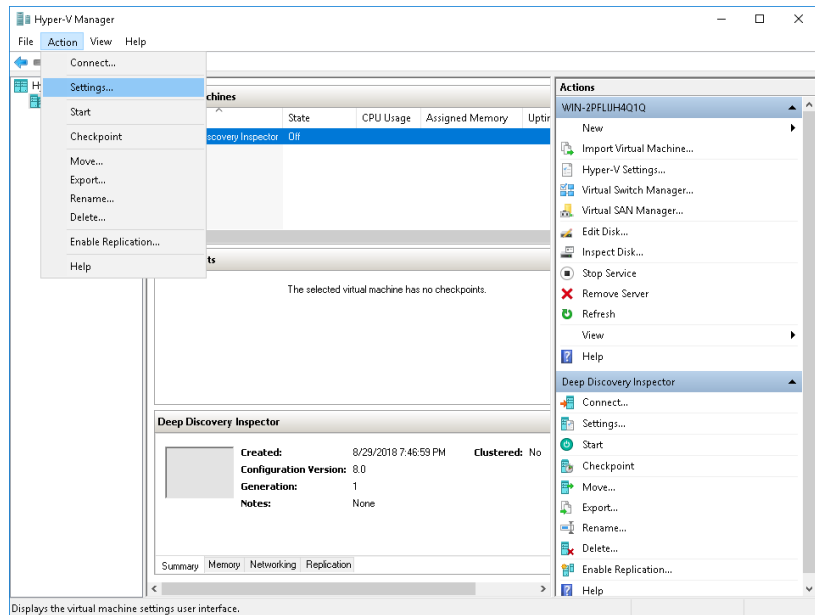 Hyper-V Manager
File Action View Help
Connect...
Settings...
Start
Checkpoint
Move...
Export...
Rename...
Delete...
Enable Replication...
Help
H
chines
State CPU Usage Assigned Memory Uptir
scovery Inspector Off
ts
The selected virtual machine has no checkpoints.
Deep Discovery Inspector
Created: 8/29/2018 7:46:59 PM Clustered: No
Configuration Version: 8.0
Generation: 1
Notes: None
Summary Memory Networking Replication
Actions
WIN-2PFLIJH4Q1Q
New
Import Virtual Machine...
Hyper-V Settings...
Virtual Switch Manager...
Virtual SAN Manager...
Edit Disk...
Inspect Disk...
Stop Service
Remove Server
Refresh
View
Help
Deep Discovery Inspector
Connect...
Settings...
Start
Checkpoint
Move...
Export...
Rename...
Delete...
Enable Replication...
Help
Displays the virtual machine settings user interface.